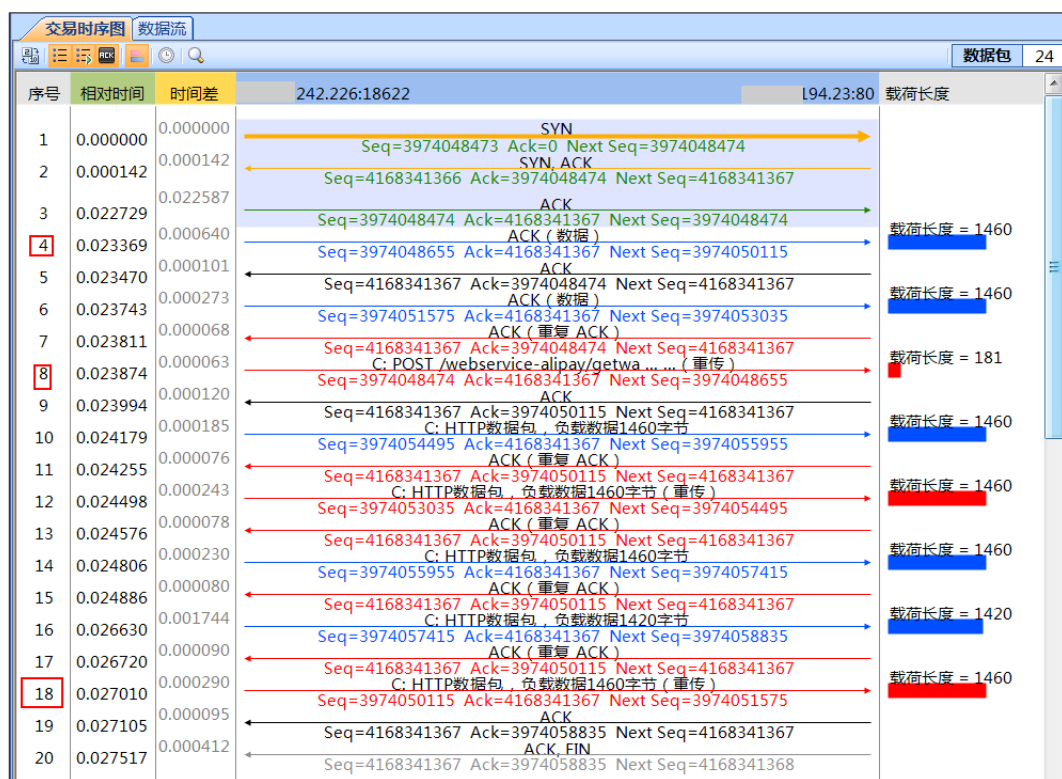 交易时序图 数据流
数据包 24
序号 相对时间 时间差 242.226:18622 194.23:80 载荷长度
1 0.000000 0.000000 SYN
Seq=3974048473 Ack=0 Next Seq=3974048474
2 0.000142 0.000142 SYN, ACK
Seq=4168341366 Ack=3974048474 Next Seq=4168341367
3 0.022729 0.022587 ACK
Seq=3974048474 Ack=4168341367 Next Seq=3974048474
4 0.023369 0.000640 ACK（数据） 载荷长度 = 1460
Seq=3974048655 Ack=4168341367 Next Seq=3974050115
5 0.023470 0.000101 ACK
Seq=4168341367 Ack=3974048474 Next Seq=4168341367
6 0.023743 0.000273 ACK（数据） 载荷长度 = 1460
Seq=3974051575 Ack=4168341367 Next Seq=3974053035
7 0.023811 0.000068 ACK（重复 ACK）
Seq=4168341367 Ack=3974048474 Next Seq=4168341367
8 0.023874 0.000063 C: POST /webservice-alipay/getwa ... ...（重传） 载荷长度 = 181
Seq=3974048474 Ack=4168341367 Next Seq=3974048655
9 0.023994 0.000120 ACK
Seq=4168341367 Ack=3974050115 Next Seq=4168341367
10 0.024179 0.000185 C: HTTP数据包，负载数据1460字节 载荷长度 = 1460
Seq=3974054495 Ack=4168341367 Next Seq=3974055955
11 0.024255 0.000076 ACK（重复 ACK）
Seq=4168341367 Ack=3974050115 Next Seq=4168341367
12 0.024498 0.000243 C: HTTP数据包，负载数据1460字节（重传） 载荷长度 = 1460
Seq=3974053035 Ack=4168341367 Next Seq=3974054495
13 0.024576 0.000078 ACK（重复 ACK）
Seq=4168341367 Ack=3974050115 Next Seq=4168341367
14 0.024806 0.000230 C: HTTP数据包，负载数据1460字节 载荷长度 = 1460
Seq=3974055955 Ack=4168341367 Next Seq=3974057415
15 0.024886 0.000080 ACK（重复 ACK）
Seq=4168341367 Ack=3974050115 Next Seq=4168341367
16 0.026630 0.001744 C: HTTP数据包，负载数据1420字节 载荷长度 = 1420
Seq=3974057415 Ack=4168341367 Next Seq=3974058835
17 0.026720 0.000090 ACK（重复 ACK）
Seq=4168341367 Ack=3974050115 Next Seq=4168341367
18 0.027010 0.000290 C: HTTP数据包，负载数据1460字节（重传） 载荷长度 = 1460
Seq=3974050115 Ack=4168341367 Next Seq=3974051575
19 0.027105 0.000095 ACK
Seq=4168341367 Ack=3974058835 Next Seq=4168341367
20 0.027517 0.000412 ACK, FIN
Seq=4168341367 Ack=3974058835 Next Seq=4168341368